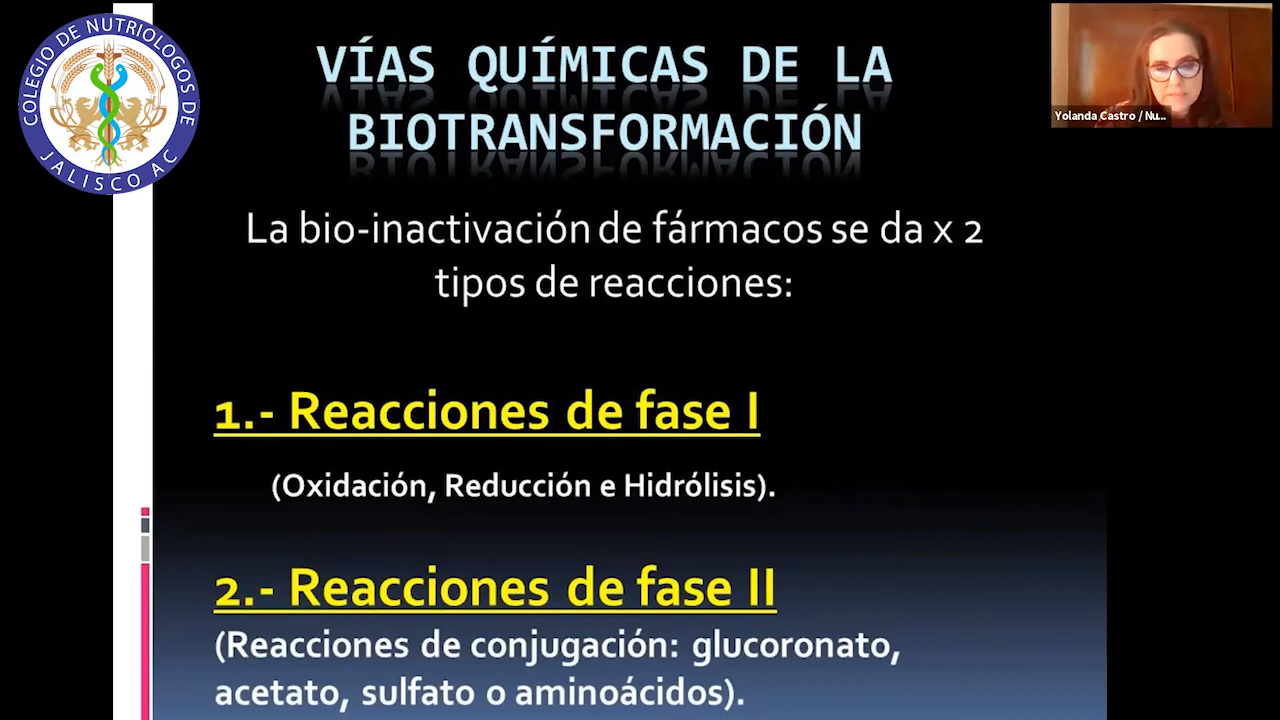 COLEGIO DE NUTRIOLOGOS DE
JALISCO AC
VÍAS QUÍMICAS DE LA
BIOTRANSFORMACIÓN
Yolanda Castro / Nu...
La bio-inactivación de fármacos se da x 2
tipos de reacciones:
1.- Reacciones de fase I
(Oxidación, Reducción e Hidrólisis).
2.- Reacciones de fase II
(Reacciones de conjugación: glucoronato,
acetato, sulfato o aminoácidos).